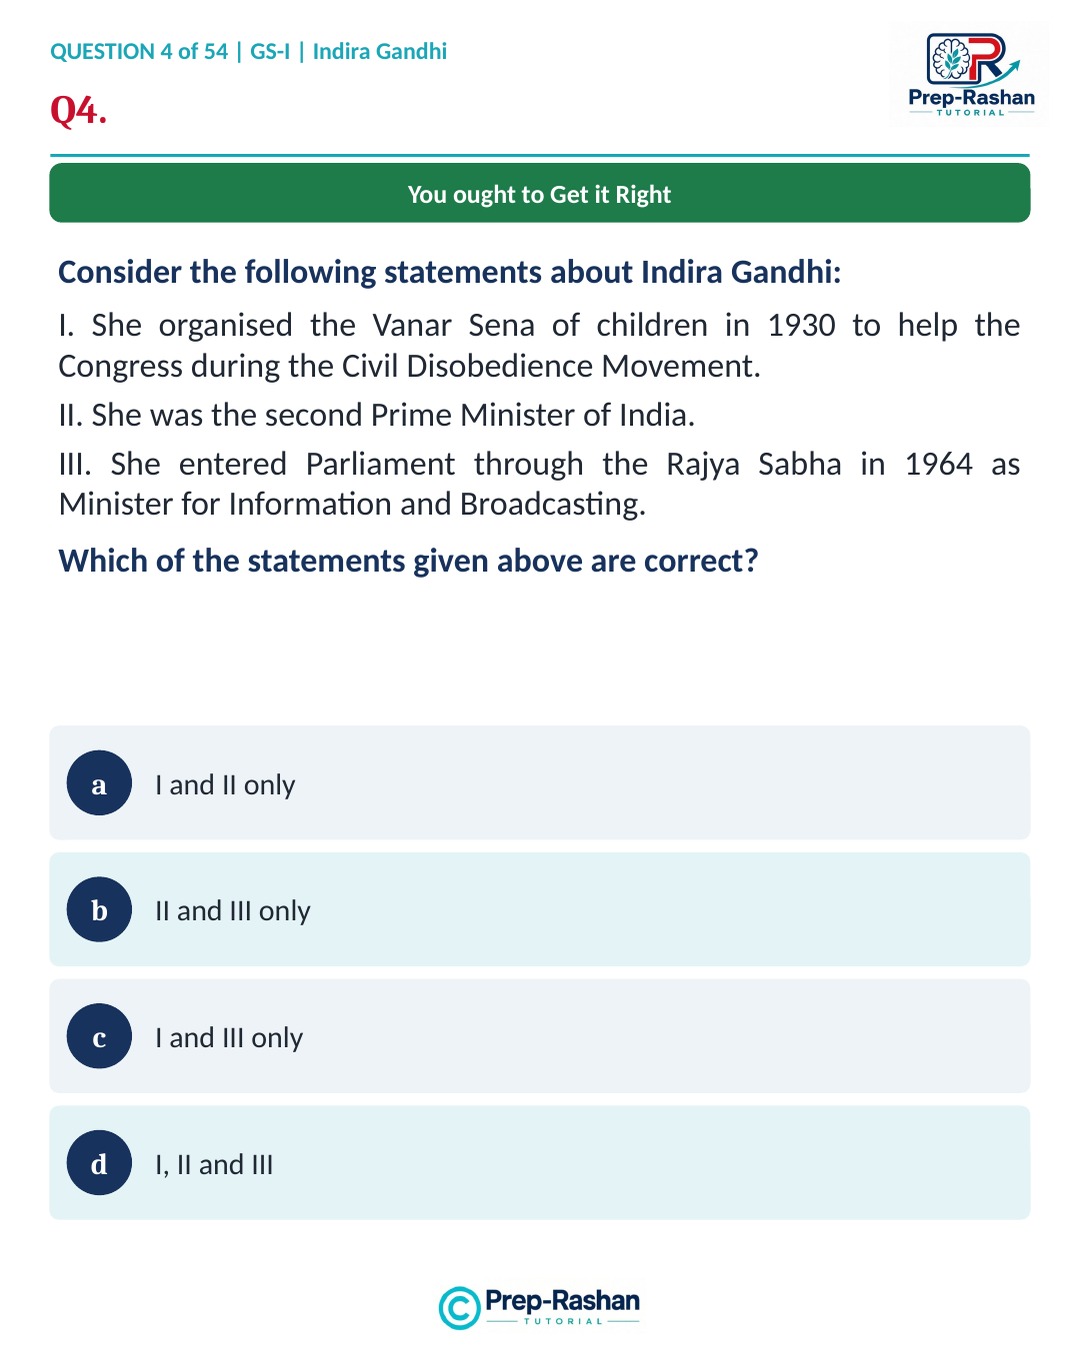 QUESTION 4 of 54 | GS-I | Indira Gandhi
Q4.
Prep-Rashan
TUTORIAL
You ought to Get it Right
Consider the following statements about Indira Gandhi:
I. She organised the Vanar Sena of children in 1930 to help the
Congress during the Civil Disobedience Movement.
II. She was the second Prime Minister of India.
III. She entered Parliament through the Rajya Sabha in 1964 as
Minister for Information and Broadcasting.
Which of the statements given above are correct?
a I and II only
b II and III only
c I and III only
d I, II and III
© Prep-Rashan
TUTORIAL